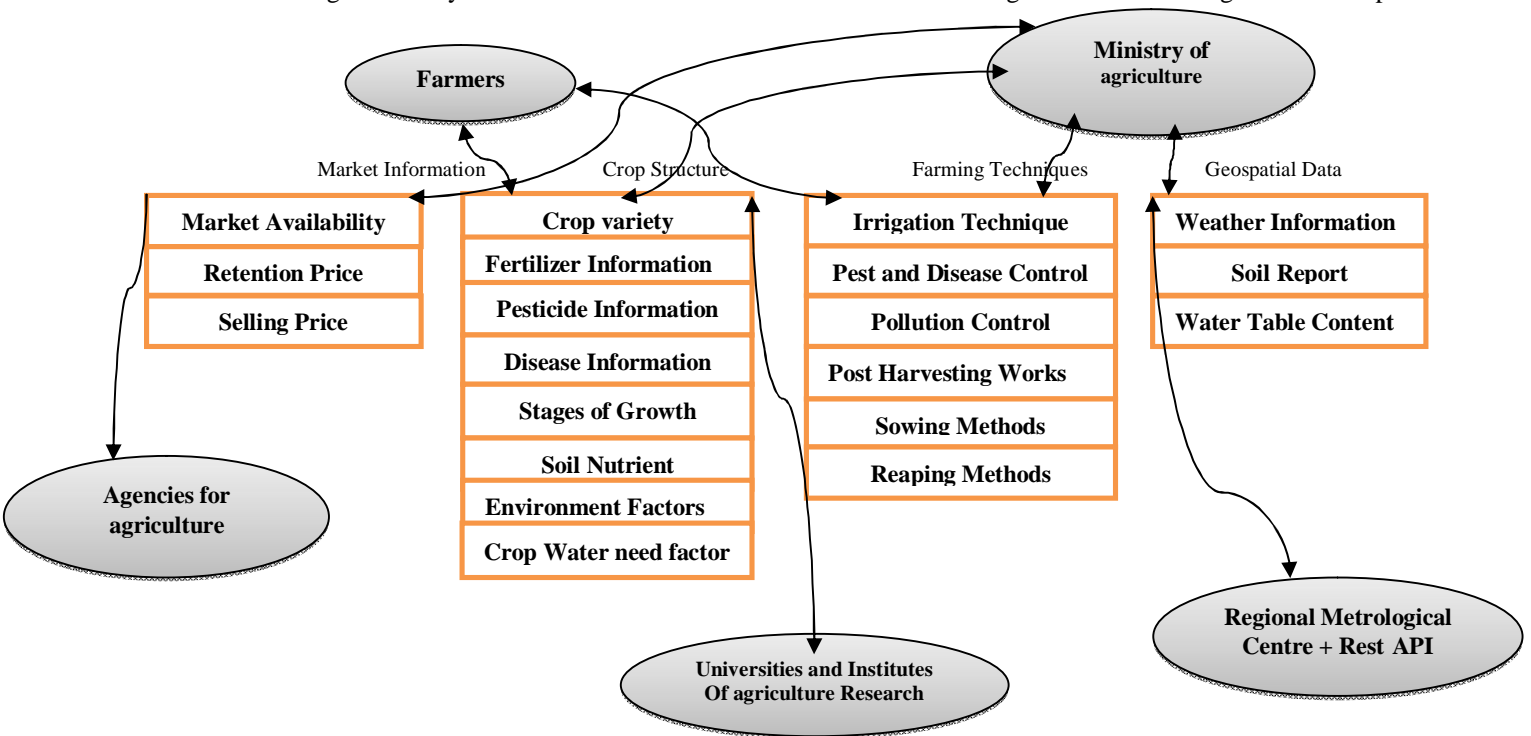 Ministry of
agriculture
Farmers
Market Information
Crop Structure
Farming Techniques
Geospatial Data
Market Availability
Retention Price
Selling Price
Crop variety
Fertilizer Information
Pesticide Information
Disease Information
Stages of Growth
Soil Nutrient
Environment Factors
Crop Water need factor
Irrigation Technique
Pest and Disease Control
Pollution Control
Post Harvesting Works
Sowing Methods
Reaping Methods
Weather Information
Soil Report
Water Table Content
Agencies for
agriculture
Universities and Institutes
Of agriculture Research
Regional Metrological
Centre + Rest API